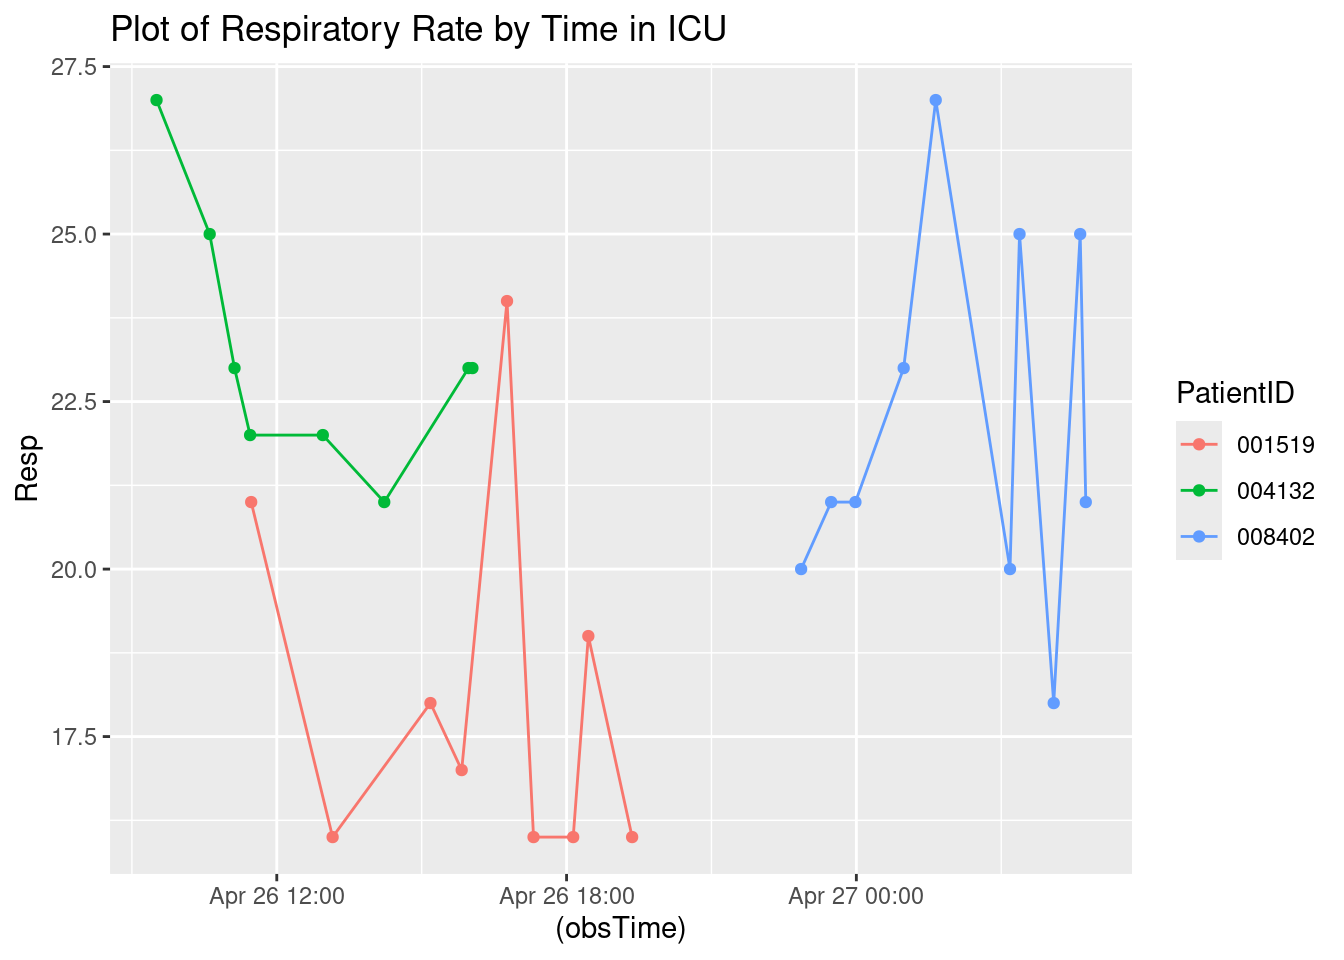 Plot of Respiratory Rate by Time in ICU
27.5
25.0
22.5
20.0
17.5
Resp
Apr 26 12:00
Apr 26 18:00
Apr 27 00:00
(obsTime)
PatientID
001519
004132
008402